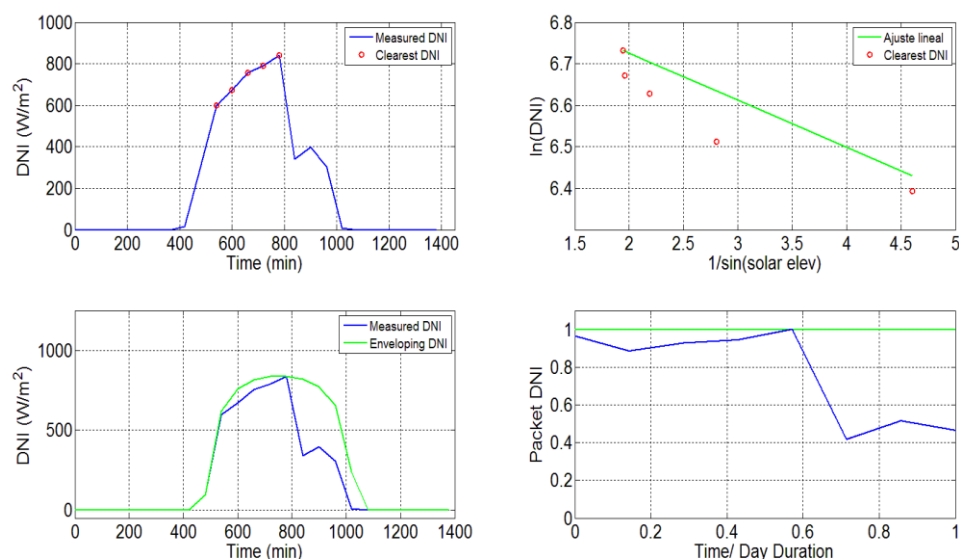 1000
800
600
400
200
0
DNI (W/m²)
0 200 400 600 800 1000 1200 1400
Time (min)
Measured DNI
Clearest DNI
6.8
6.7
6.6
6.5
6.4
ln(DNI)
1.5 2 2.5 3 3.5 4 4.5 5
1/sin(solar elev)
Ajuste lineal
Clearest DNI
1000
500
0
DNI (W/m²)
0 200 400 600 800 1000 1200 1400
Time (min)
Measured DNI
Enveloping DNI
1
0.8
0.6
0.4
0.2
0
Packet DNI
0 0.2 0.4 0.6 0.8 1
Time/ Day Duration